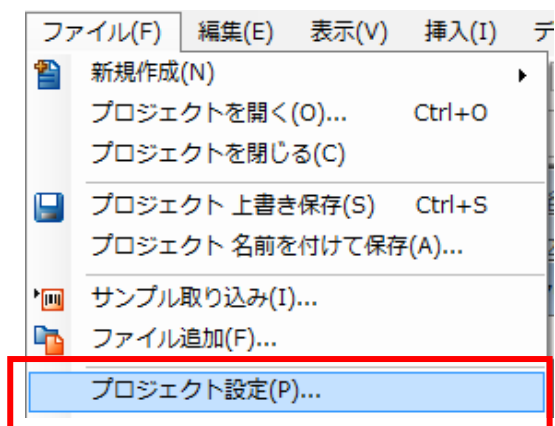 ファイル(F) 編集(E) 表示(V) 挿入(I)
新規作成(N)
プロジェクトを開く(O)... Ctrl+O
プロジェクトを閉じる(C)
プロジェクト 上書き保存(S) Ctrl+S
プロジェクト 名前を付けて保存(A)...
サンプル取り込み(I)...
ファイル追加(F)...
プロジェクト設定(P)...